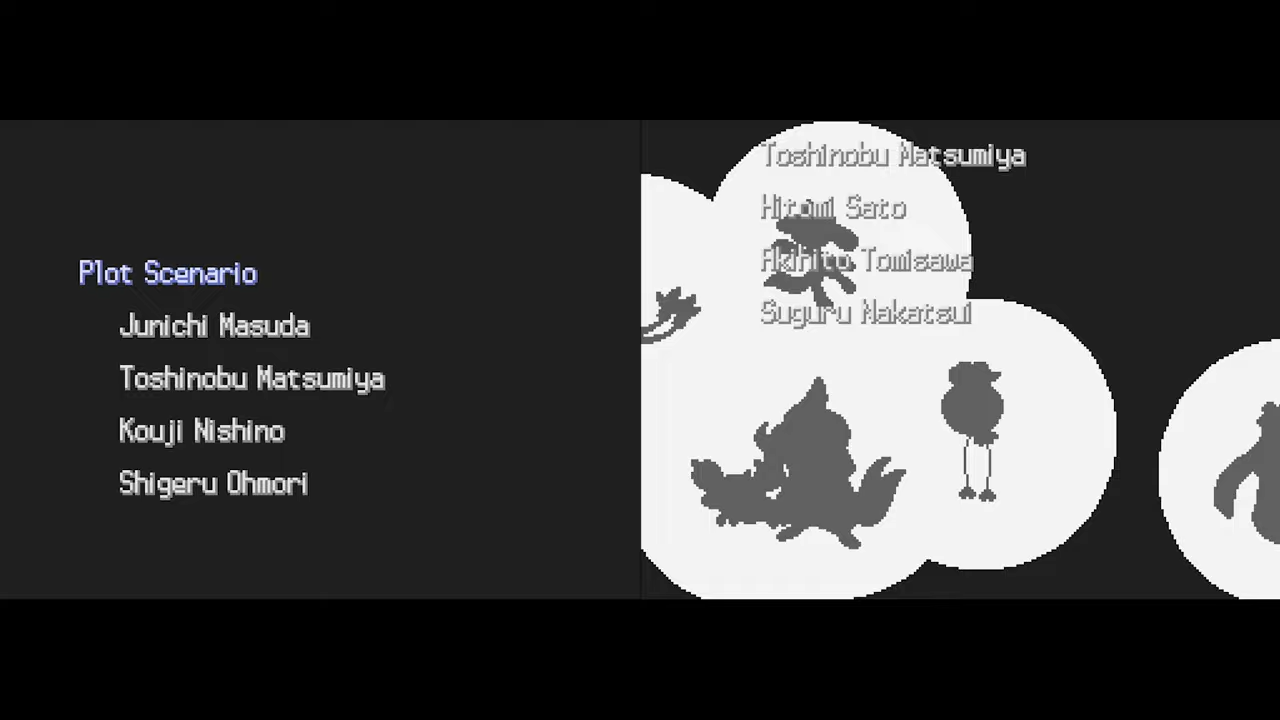 Plot Scenario
Junichi Masuda
Toshinobu Matsumiya
Kouji Nishino
Shigeru Ohmori
Toshinobu Matsumiya
Hitomi Sato
Akihito Tomisawa
Suguru Nakatsui